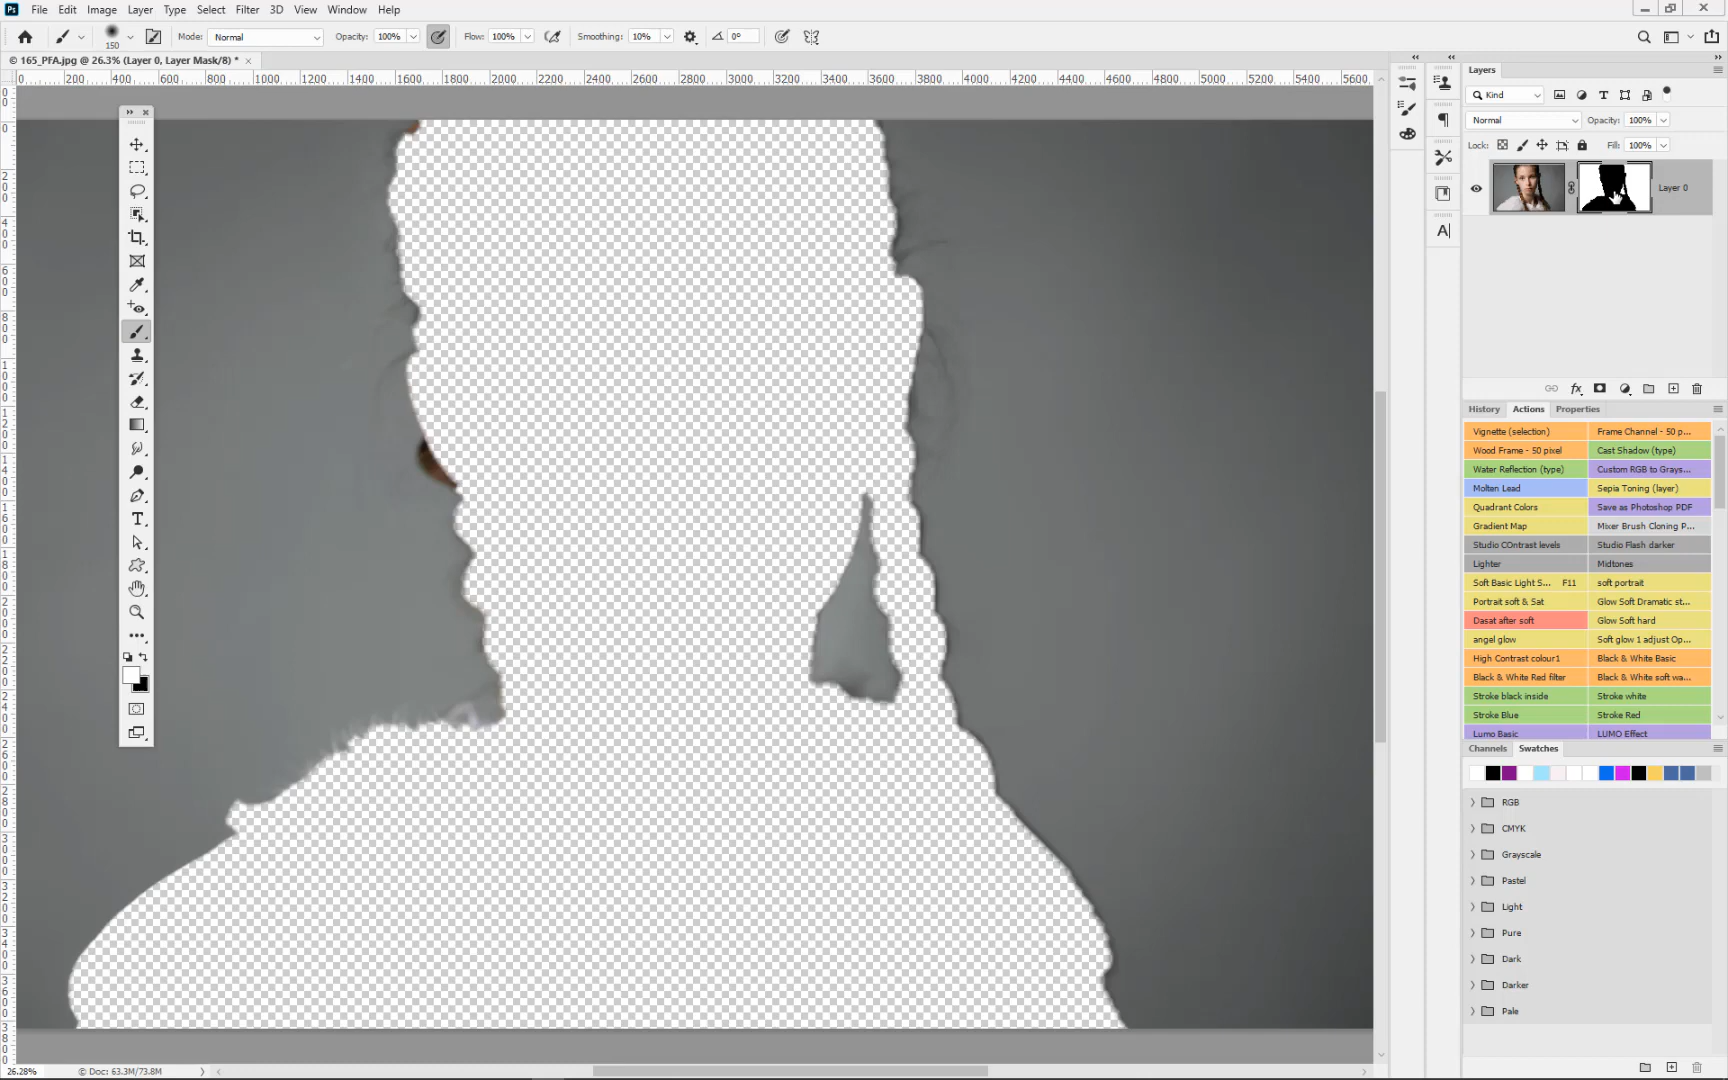 Ps File Edit Image Layer Type Select Filter 3D View Window Help
150 Mode: Normal Opacity: 100% Flow: 100% Smoothing: 10% 0°
© 165_PFA.jpg @ 26.3% (Layer 0, Layer Mask/8) * ×
0 200 400 600 800 1000 1200 1400 1600 1800 2000 2200 2400 2600 2800 3000 3200 3400 3600 3800 4000 4200 4400 4600 4800 5000 5200 5400 5600
Layers
Kind
Normal Opacity: 100%
Lock: Fill: 100%
Layer 0
fx
History Actions Properties
Vignette (selection) Frame Channel - 50 p...
Wood Frame - 50 pixel Cast Shadow (type)
Water Reflection (type) Custom RGB to Grays...
Molten Lead Sepia Toning (layer)
Quadrant Colors Save as Photoshop PDF
Gradient Map Mixer Brush Cloning P...
Studio COntrast levels Studio Flash darker
Lighter Midtones
Soft Basic Light S... F11 soft portrait
Portrait soft & Sat Glow Soft Dramatic st...
Dasat after soft Glow Soft hard
angel glow Soft glow 1 adjust Op...
High Contrast colour1 Black & White Basic
Black & White Red filter Black & White soft wa...
Stroke black inside Stroke white
Stroke Blue Stroke Red
Lumo Basic LUMO Effect
Channels Swatches
RGB
CMYK
Grayscale
Pastel
Light
Pure
Dark
Darker
Pale
26.28% © Doc: 63.3M/73.8M